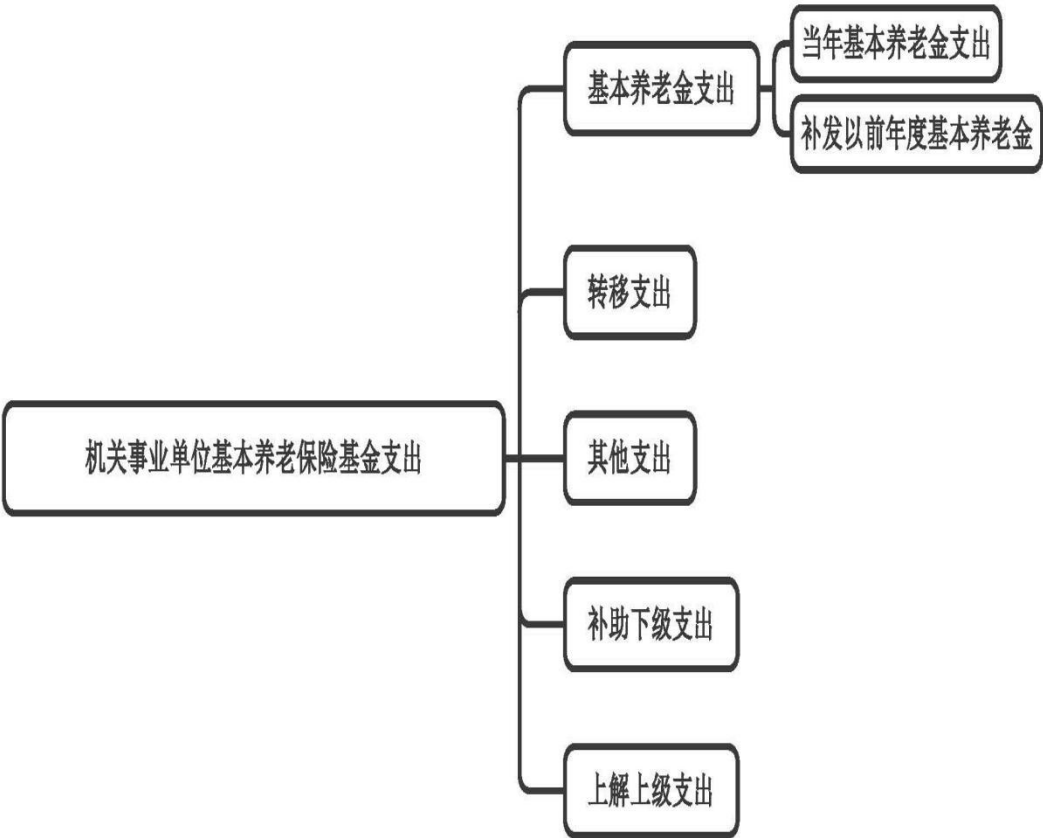 机关事业单位基本养老保险基金支出
基本养老金支出
当年基本养老金支出
补发以前年度基本养老金
转移支出
其他支出
补助下级支出
上解上级支出